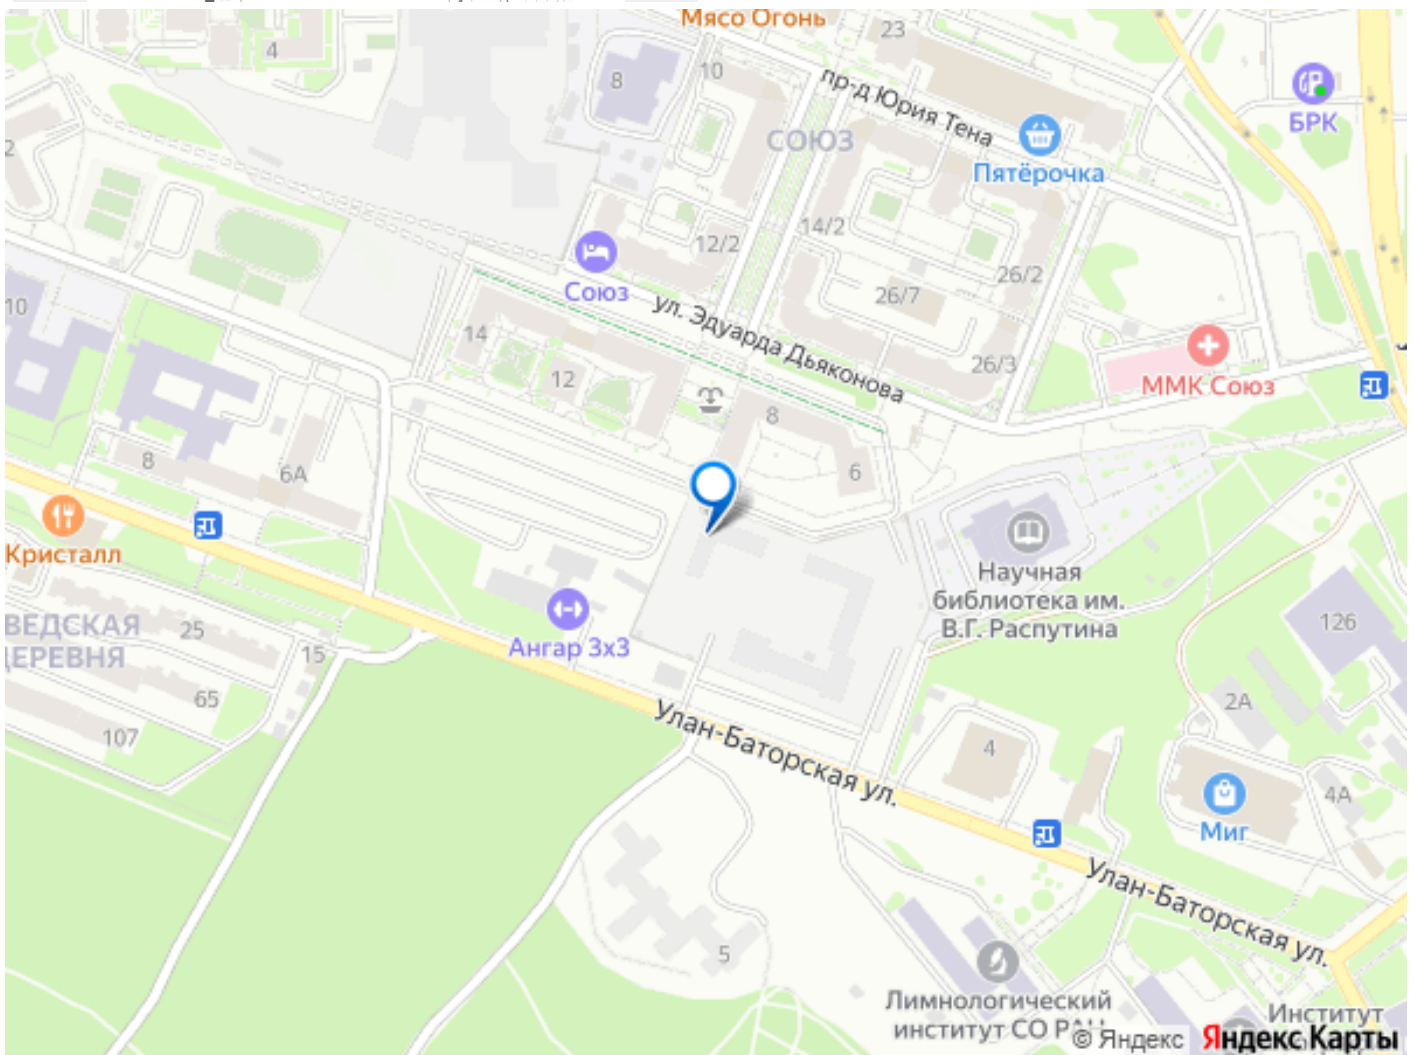 Мясо Огонь
23
4
8
10
пр-д Юрия Тена
БРК
СОЮЗ
Пятёрочка
2
12/2
14/2
26/2
Союз
26/7
ул. Эдуарда Дьяконова
10
14
12
26/3
ММК Союз
8
6
8
6А
Кристалл
Научная
библиотека им.
В.Г. Распутина
Ангар 3х3
ВЕДСКАЯ
ДЕРЕВНЯ
25
15
65
107
126
2А
Улан-Баторская ул.
4
4А
Миг
Улан-Баторская ул.
5
Лимнологический
институт СО РАН
Институт
© Яндекс Яндекс Карты